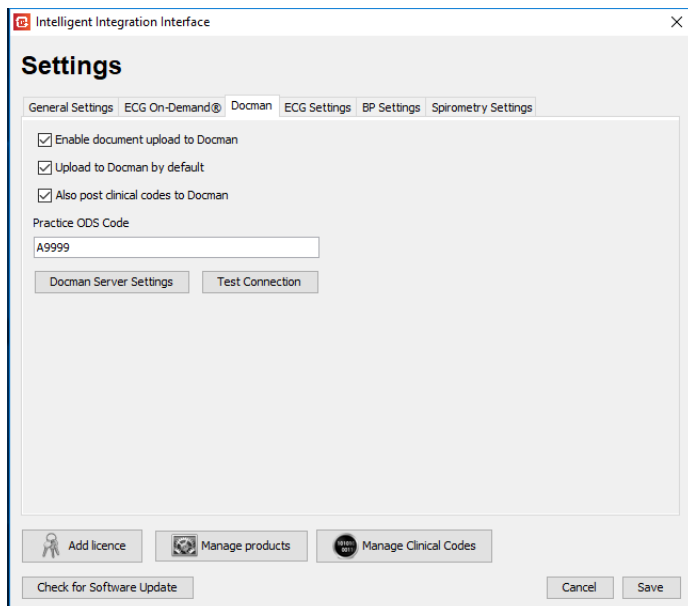 Intelligent Integration Interface
Settings
General Settings ECG On-Demand® Docman ECG Settings BP Settings Spirometry Settings
Enable document upload to Docman
Upload to Docman by default
Also post clinical codes to Docman
Practice ODS Code
A9999
Docman Server Settings Test Connection
Add licence Manage products 101011 0011 Manage Clinical Codes
Check for Software Update Cancel Save